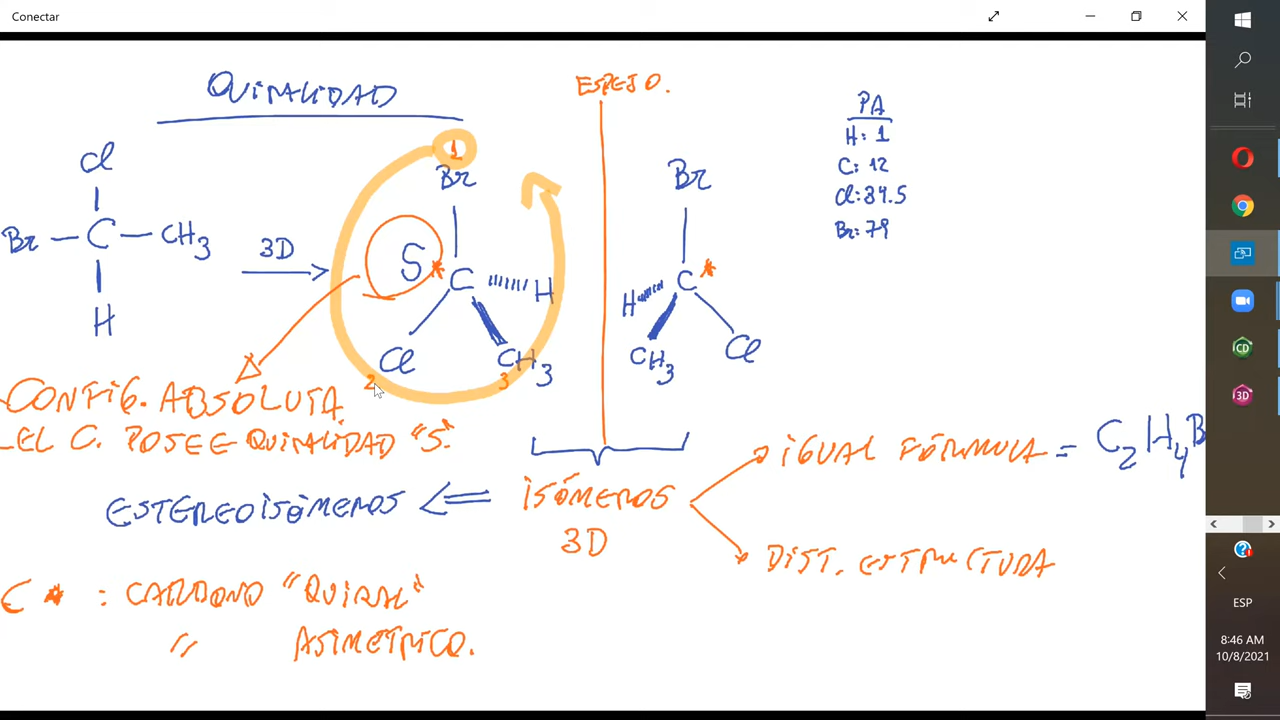 Conectar
QUIRALIDAD
ESPEJO.
PA
H: 1
C: 12
Cl: 34.5
Br: 79
Cl
Br — C — CH3
H
3D
1
Br
S
* C H
Cl CH3
2 3
Br
H C *
CH3 Cl
CONFIG. ABSOLUTA
EL C. POSEE QUIRALIDAD "S".
IGUAL FÓRMULA = C2H4B
ESTEREOISÓMEROS <= ISÓMEROS
3D
DIST. ESTRUCTURA
C * : CARBONO "QUIRAL"
" ASIMETRICO.
ESP
8:46 AM
10/8/2021